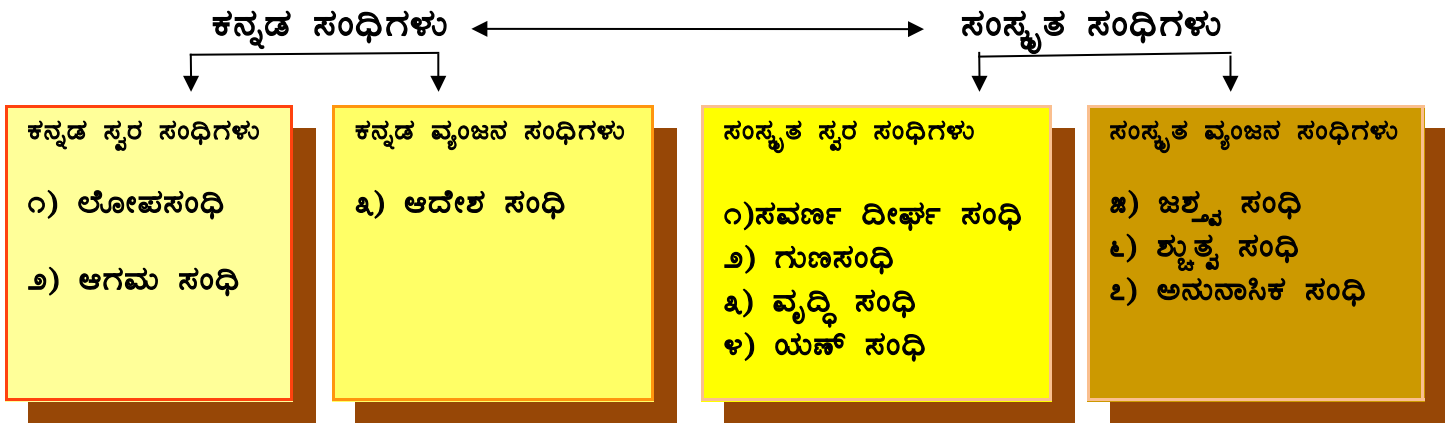 ಕನ್ನಡ ಸಂಧಿಗಳು
ಸಂಸ್ಕೃತ ಸಂಧಿಗಳು
ಕನ್ನಡ ಸ್ವರ ಸಂಧಿಗಳು
೧) ಲೋಪಸಂಧಿ
೨) ಆಗಮ ಸಂಧಿ
ಕನ್ನಡ ವ್ಯಂಜನ ಸಂಧಿಗಳು
೩) ಆದೇಶ ಸಂಧಿ
ಸಂಸ್ಕೃತ ಸ್ವರ ಸಂಧಿಗಳು
೧)ಸವರ್ಣ ದೀರ್ಘ ಸಂಧಿ
೨) ಗುಣಸಂಧಿ
೩) ವೃದ್ಧಿ ಸಂಧಿ
೪) ಯಣ್ ಸಂಧಿ
ಸಂಸ್ಕೃತ ವ್ಯಂಜನ ಸಂಧಿಗಳು
೫) ಜಶ್ತ್ವ ಸಂಧಿ
೬) ಶ್ಚುತ್ವ ಸಂಧಿ
೭) ಅನುನಾಸಿಕ ಸಂಧಿ